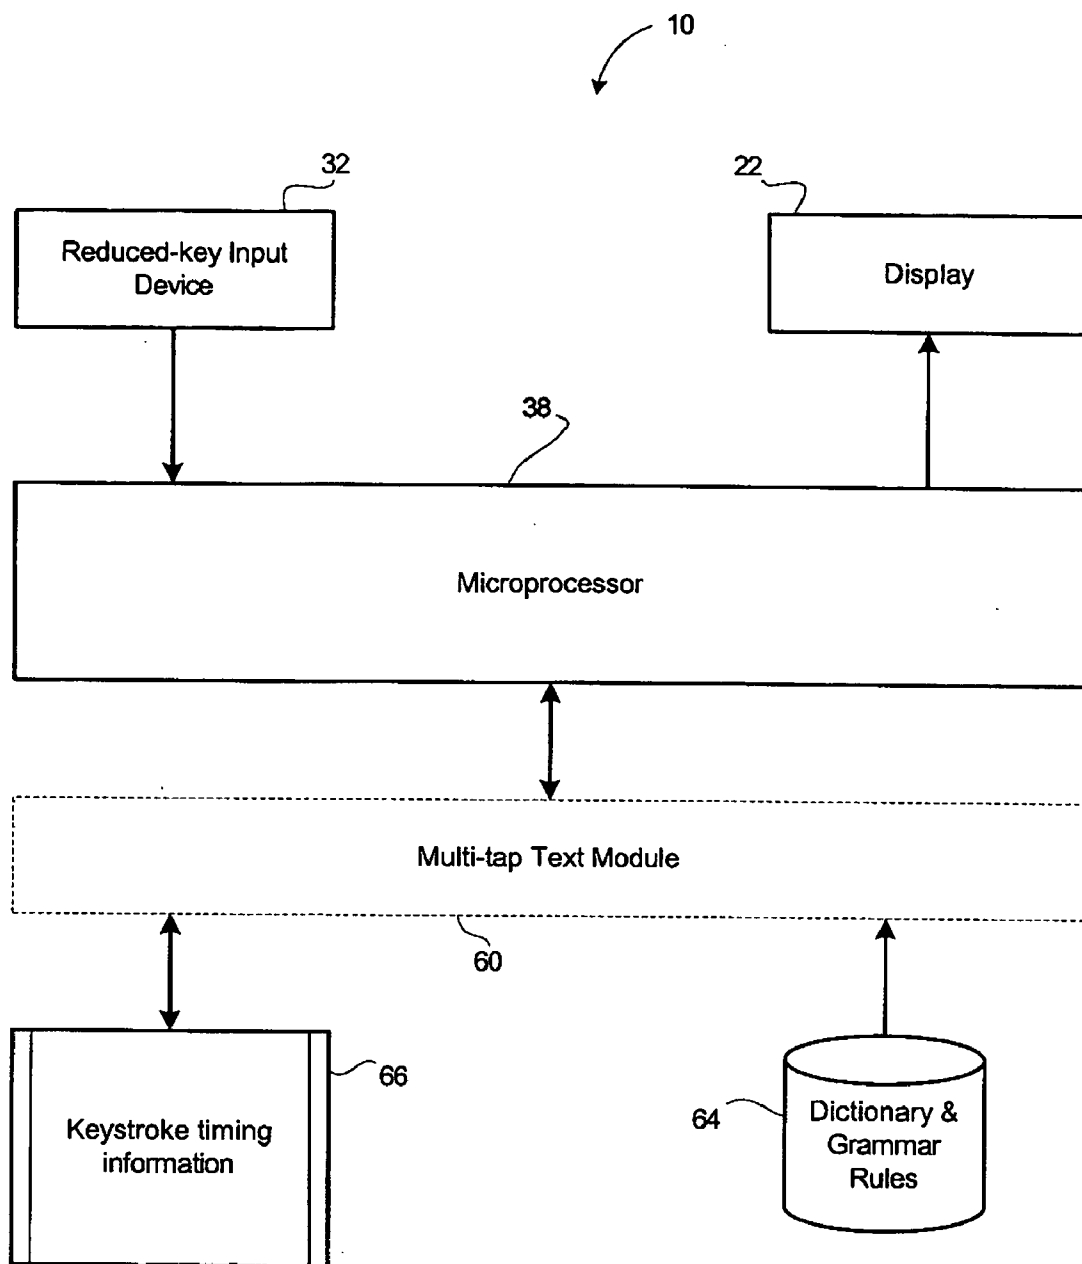 10
32
22
Reduced-key Input
Device
Display
38
Microprocessor
Multi-tap Text Module
60
66
64
Keystroke timing
information
Dictionary &
Grammar
Rules